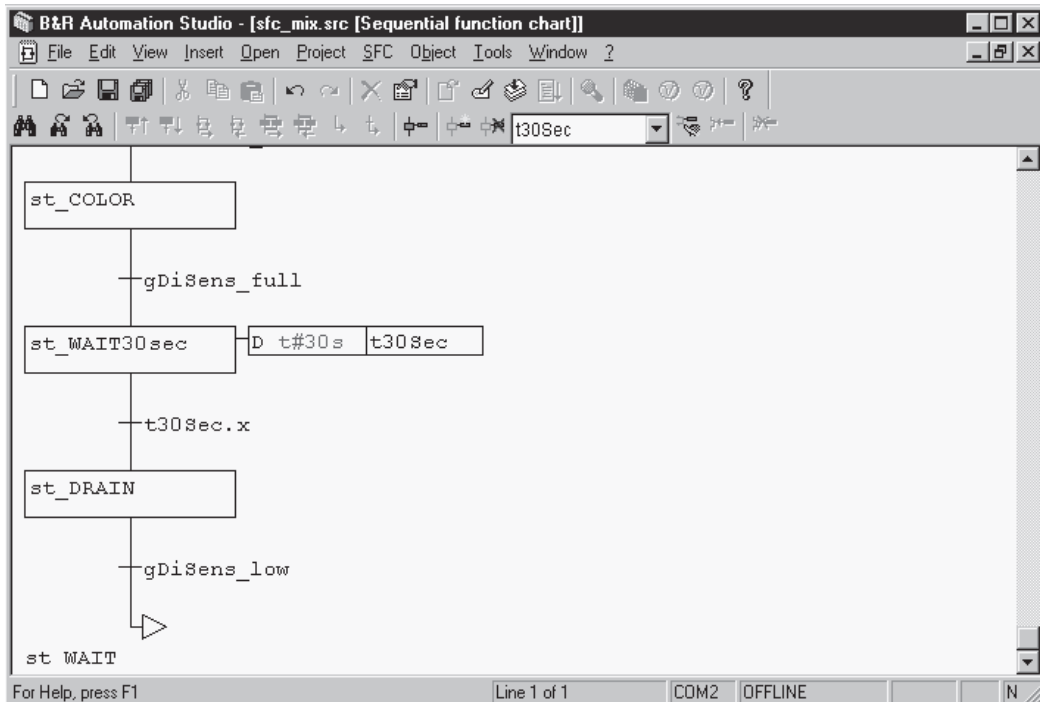 B&R Automation Studio - [sfc_mix.src [Sequential function chart]]
File Edit View Insert Open Project SFC Object Tools Window ?
t30Sec
st_COLOR
gDiSens_full
st_WAIT30sec
D t#30s t30Sec
t30Sec.x
st_DRAIN
gDiSens_low
st WAIT
For Help, press F1 Line 1 of 1 COM2 OFFLINE N